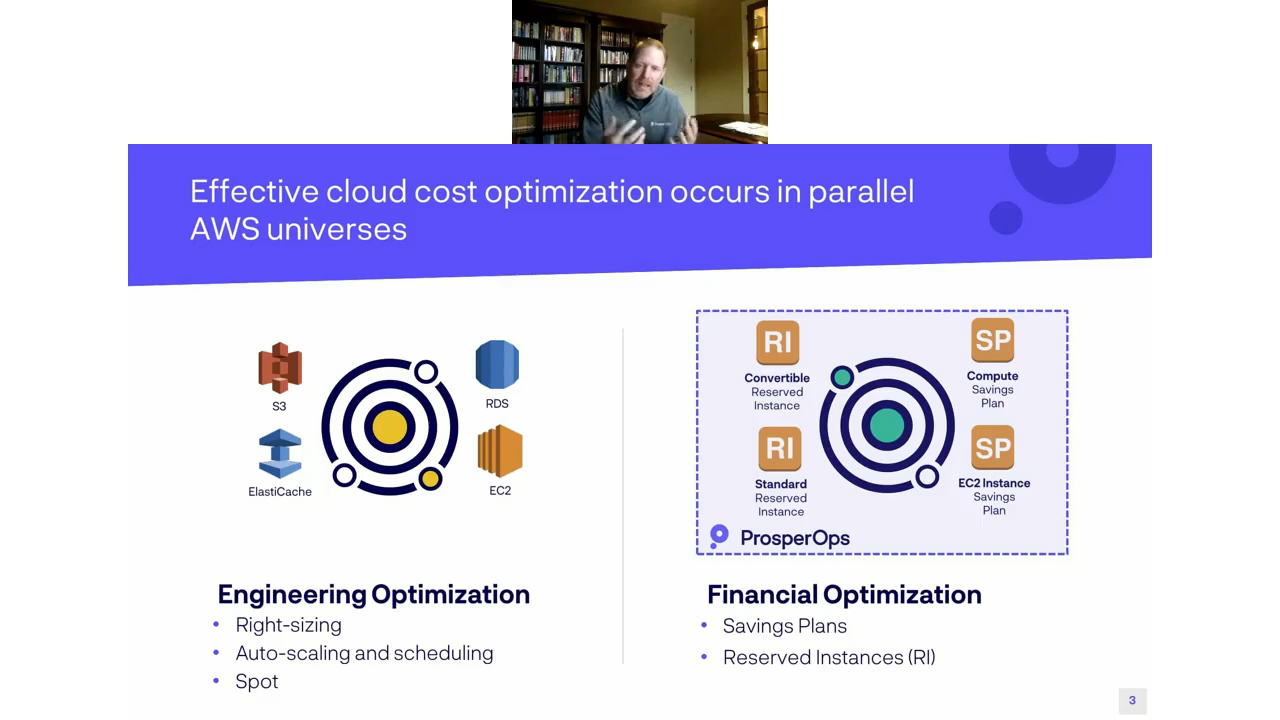 Effective cloud cost optimization occurs in parallel
AWS universes
S3
RDS
ElastiCache
EC2
RI
Convertible
Reserved
Instance
SP
Compute
Savings
Plan
RI
Standard
Reserved
Instance
SP
EC2 Instance
Savings
Plan
ProsperOps
Engineering Optimization
• Right-sizing
• Auto-scaling and scheduling
• Spot
Financial Optimization
• Savings Plans
• Reserved Instances (RI)
3